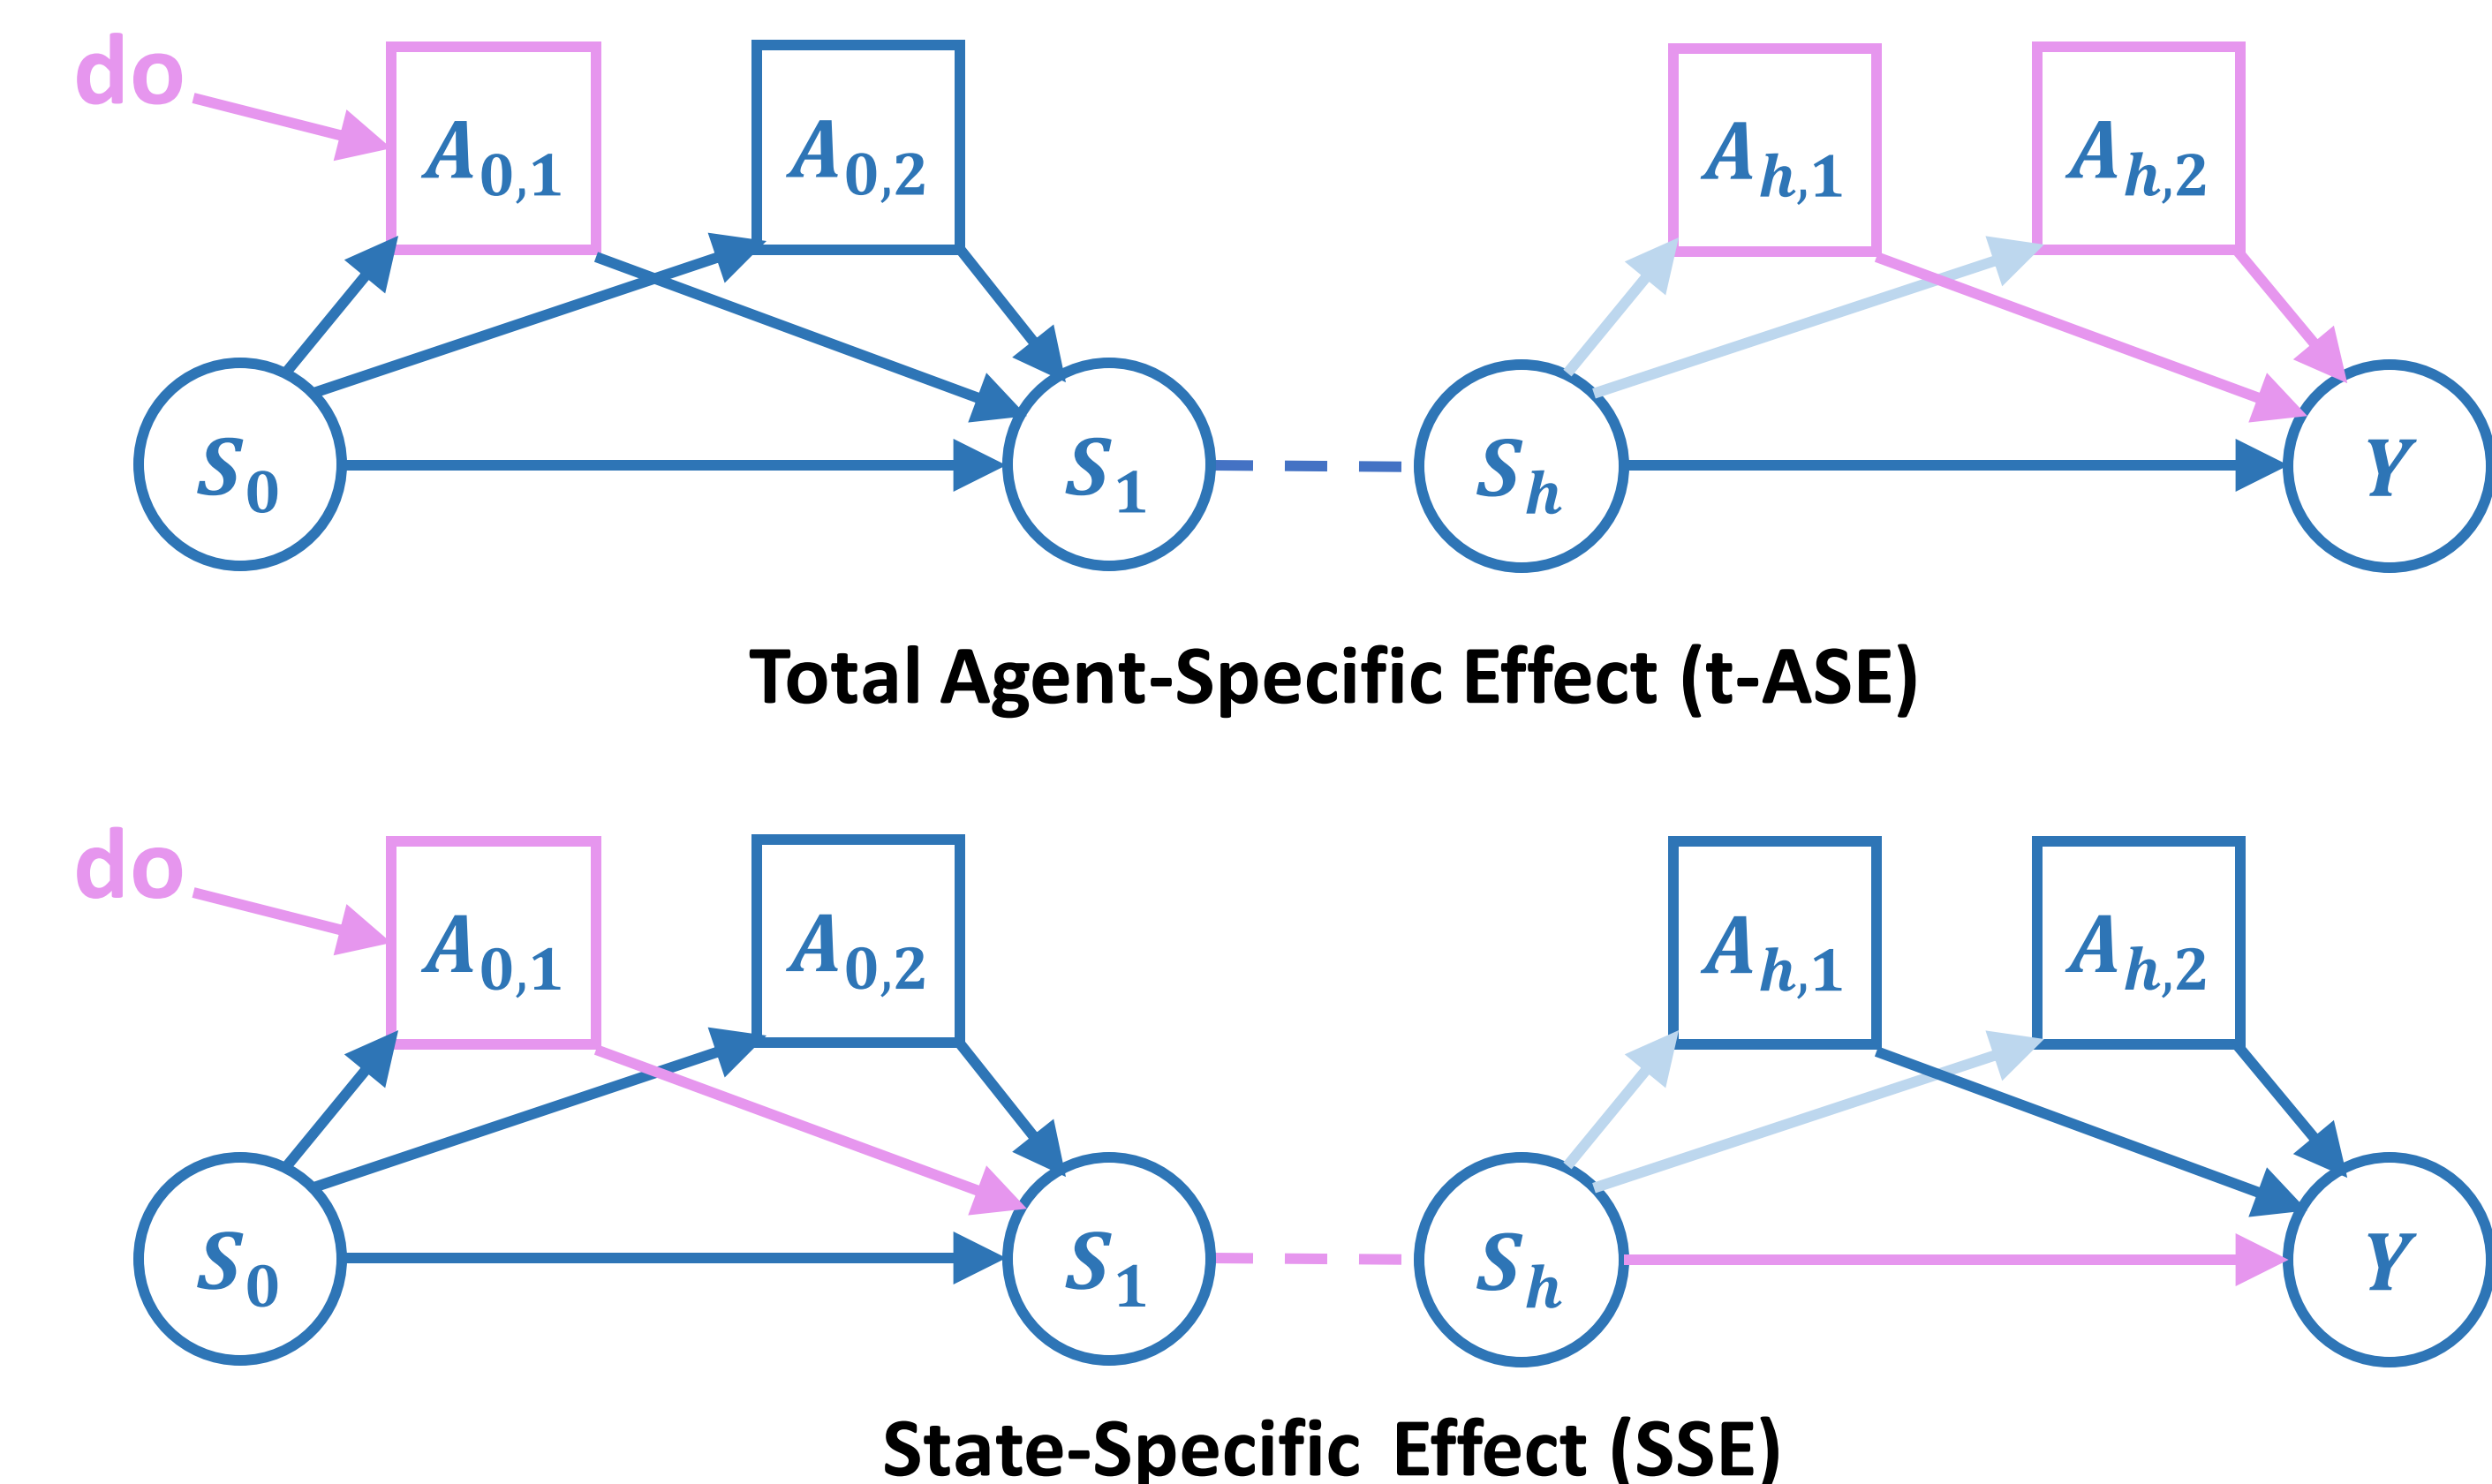 do A0,1 A0,2 Ah,1 Ah,2
S0 S1 Sh Y
Total Agent-Specific Effect (t-ASE)
do A0,1 A0,2 Ah,1 Ah,2
S0 S1 Sh Y
State-Specific Effect (SSE)